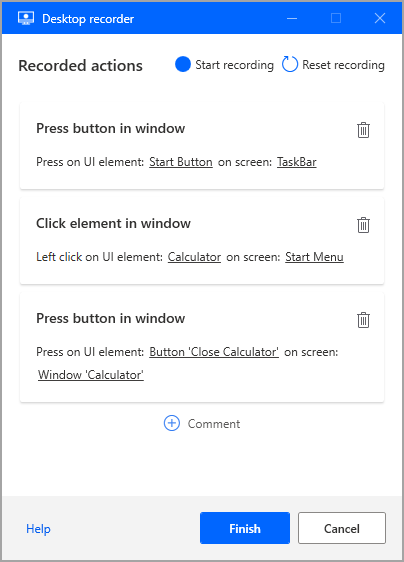 Desktop recorder
Recorded actions
Start recording
Reset recording
Press button in window
Press on UI element: Start Button on screen: TaskBar
Click element in window
Left click on UI element: Calculator on screen: Start Menu
Press button in window
Press on UI element: Button 'Close Calculator' on screen:
Window 'Calculator'
Comment
Help
Finish
Cancel